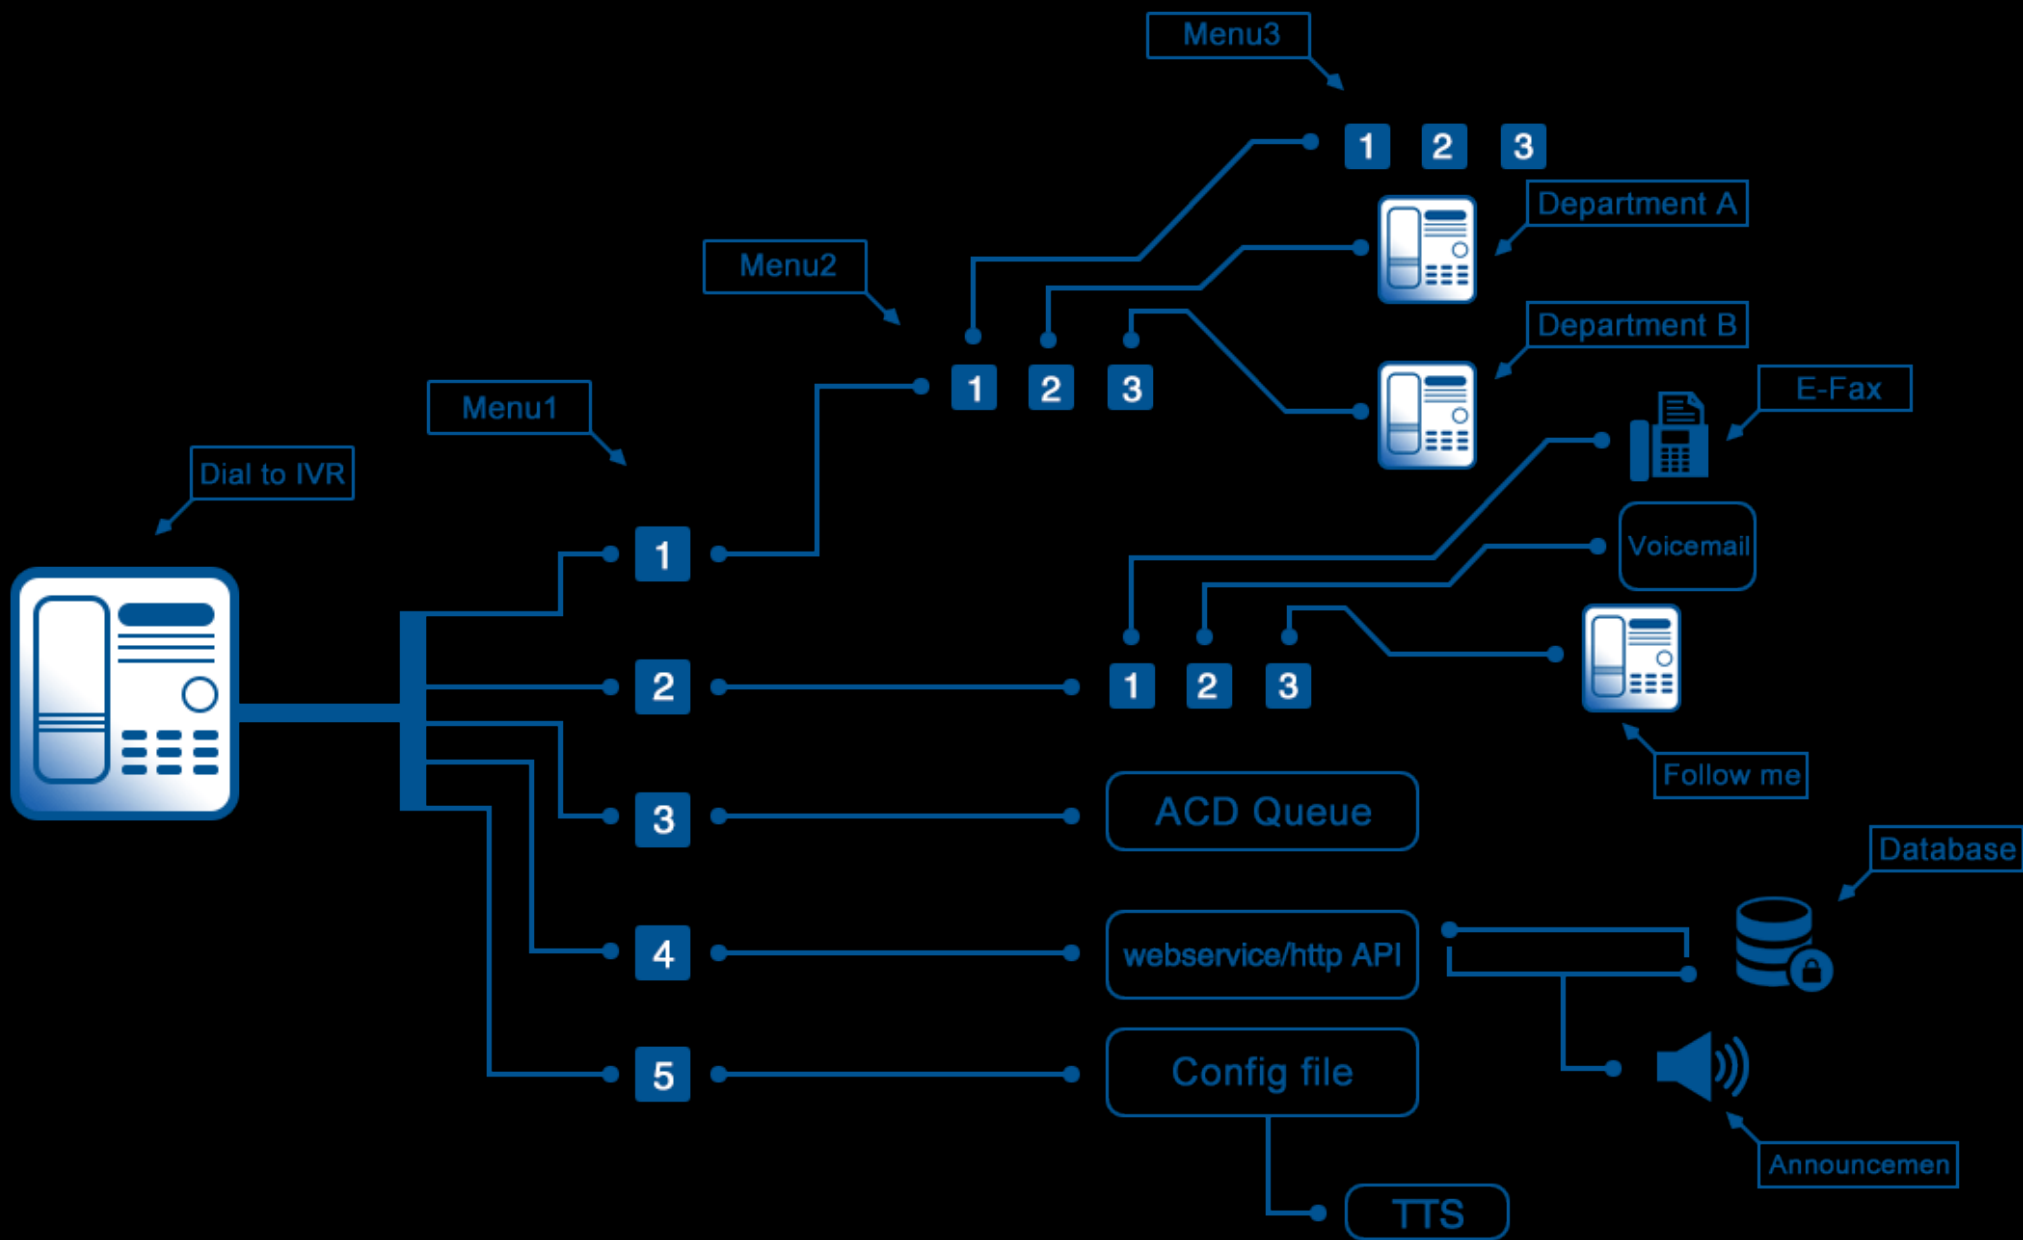 Menu3
1 2 3
Department A
Menu2
Department B
1 2 3
E-Fax
Menu1
Dial to IVR
1
Voicemail
2
1 2 3
Follow me
3
ACD Queue
Database
4
webservice/http API
5
Config file
Announcemen
TTS